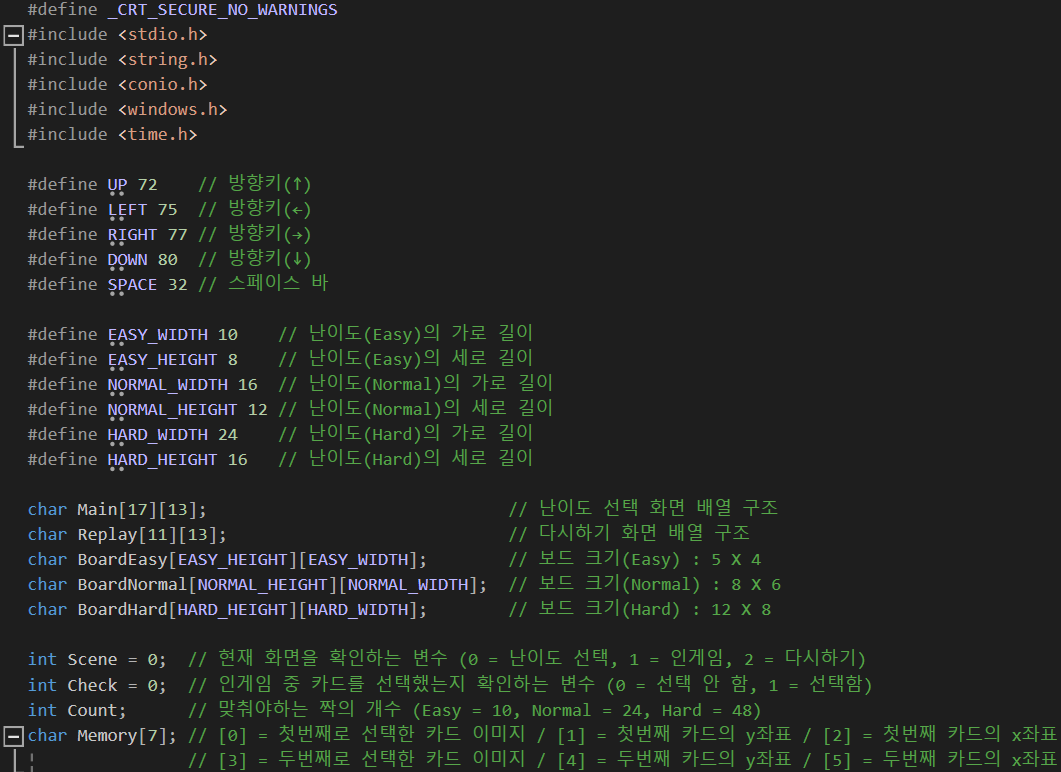 #define _CRT_SECURE_NO_WARNINGS
#include <stdio.h>
#include <string.h>
#include <conio.h>
#include <windows.h>
#include <time.h>
#define UP 72    // 방향키(↑)
#define LEFT 75  // 방향키(←)
#define RIGHT 77 // 방향키(→)
#define DOWN 80  // 방향키(↓)
#define SPACE 32 // 스페이스 바
#define EASY_WIDTH 10    // 난이도(Easy)의 가로 길이
#define EASY_HEIGHT 8    // 난이도(Easy)의 세로 길이
#define NORMAL_WIDTH 16  // 난이도(Normal)의 가로 길이
#define NORMAL_HEIGHT 12 // 난이도(Normal)의 세로 길이
#define HARD_WIDTH 24    // 난이도(Hard)의 가로 길이
#define HARD_HEIGHT 16   // 난이도(Hard)의 세로 길이
char Main[17][13];                              // 난이도 선택 화면 배열 구조
char Replay[11][13];                            // 다시하기 화면 배열 구조
char BoardEasy[EASY_HEIGHT][EASY_WIDTH];        // 보드 크기(Easy) : 5 X 4
char BoardNormal[NORMAL_HEIGHT][NORMAL_WIDTH];  // 보드 크기(Normal) : 8 X 6
char BoardHard[HARD_HEIGHT][HARD_WIDTH];        // 보드 크기(Hard) : 12 X 8
int Scene = 0;  // 현재 화면을 확인하는 변수 (0 = 난이도 선택, 1 = 인게임, 2 = 다시하기)
int Check = 0;  // 인게임 중 카드를 선택했는지 확인하는 변수 (0 = 선택 안 함, 1 = 선택함)
int Count;      // 맞춰야하는 짝의 개수 (Easy = 10, Normal = 24, Hard = 48)
char Memory[7]; // [0] = 첫번째로 선택한 카드 이미지 / [1] = 첫번째 카드의 y좌표 / [2] = 첫번째 카드의 x좌표
// [3] = 두번째로 선택한 카드 이미지 / [4] = 두번째 카드의 y좌표 / [5] = 두번째 카드의 x좌표